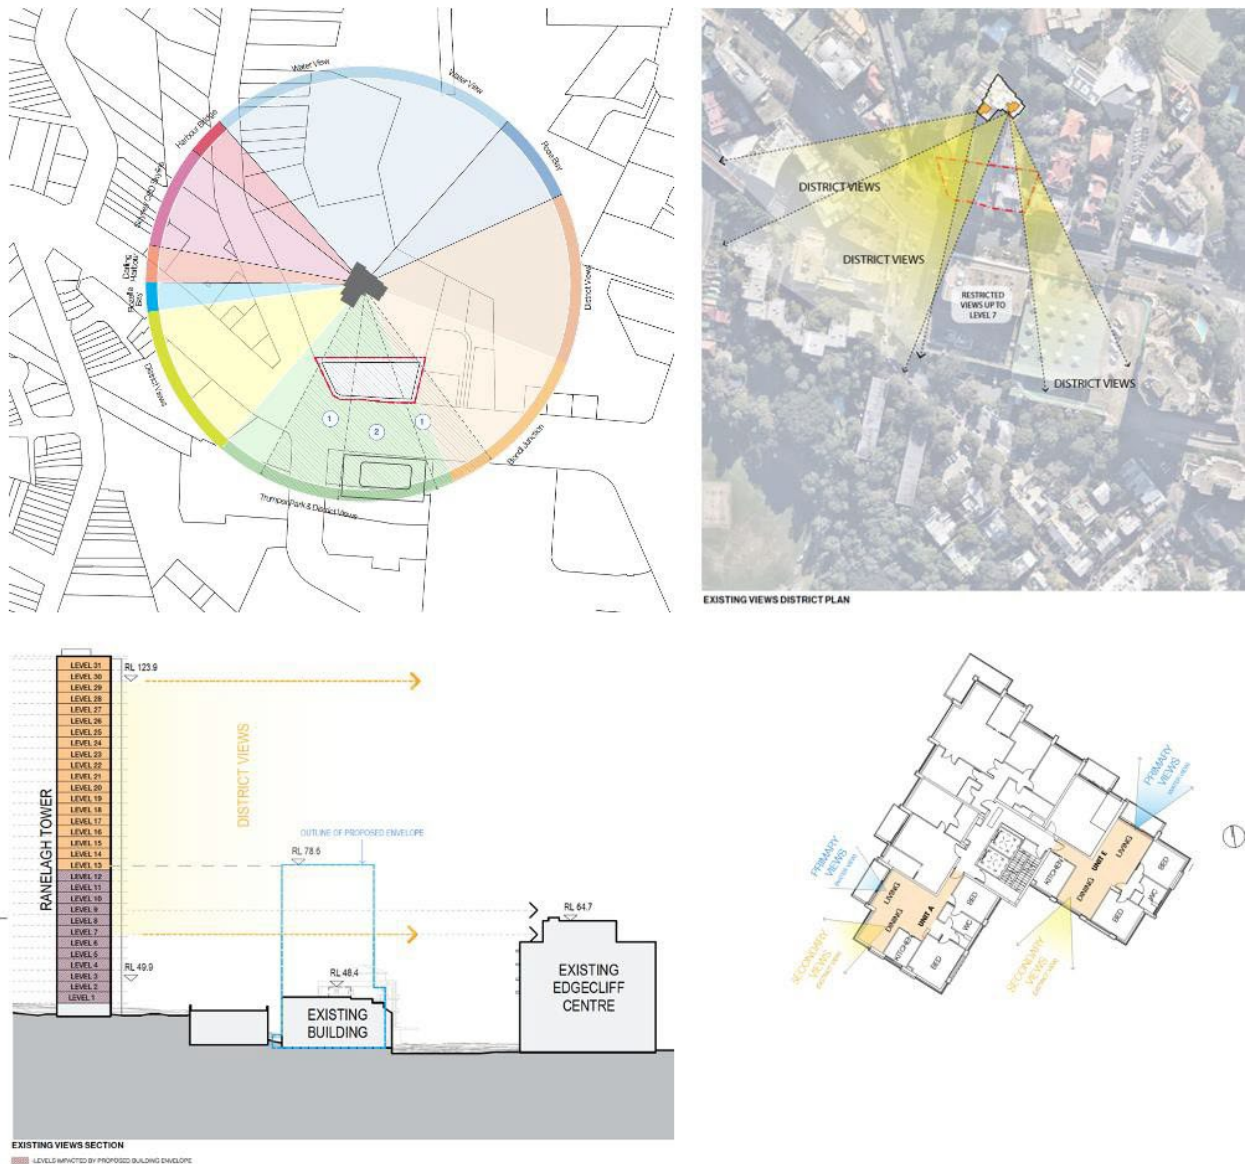 Water View
Water View
Harbour Bridge
Rose Bay
Darling
Harbour
District Views
District Views
Bondi Junction
Trumper Park & District Views
1
2
1
DISTRICT VIEWS
DISTRICT VIEWS
RESTRICTED
VIEWS UP TO
LEVEL 7
DISTRICT VIEWS
EXISTING VIEWS DISTRICT PLAN
RANELAGH TOWER
LEVEL 31
LEVEL 30
LEVEL 29
LEVEL 28
LEVEL 27
LEVEL 26
LEVEL 25
LEVEL 24
LEVEL 23
LEVEL 22
LEVEL 21
LEVEL 20
LEVEL 19
LEVEL 18
LEVEL 17
LEVEL 16
LEVEL 15
LEVEL 14
LEVEL 13
LEVEL 12
LEVEL 11
LEVEL 10
LEVEL 9
LEVEL 8
LEVEL 7
LEVEL 6
LEVEL 5
LEVEL 4
LEVEL 3
LEVEL 2
LEVEL 1
RL 123.9
DISTRICT VIEWS
OUTLINE OF PROPOSED ENVELOPE
RL 78.6
RL 64.7
RL 49.9
RL 48.4
EXISTING
BUILDING
EXISTING
EDGECLIFF
CENTRE
EXISTING VIEWS SECTION
LEVELS IMPACTED BY PROPOSED BUILDING ENVELOPE
PRIMARY
VIEWS
PRIMARY
VIEWS
SECONDARY
VIEWS
SECONDARY
VIEWS
LIVING
DINING
UNIT A
KITCHEN
BED
BED
WC
LIVING
UNIT E
DINING
KITCHEN
BED
BED